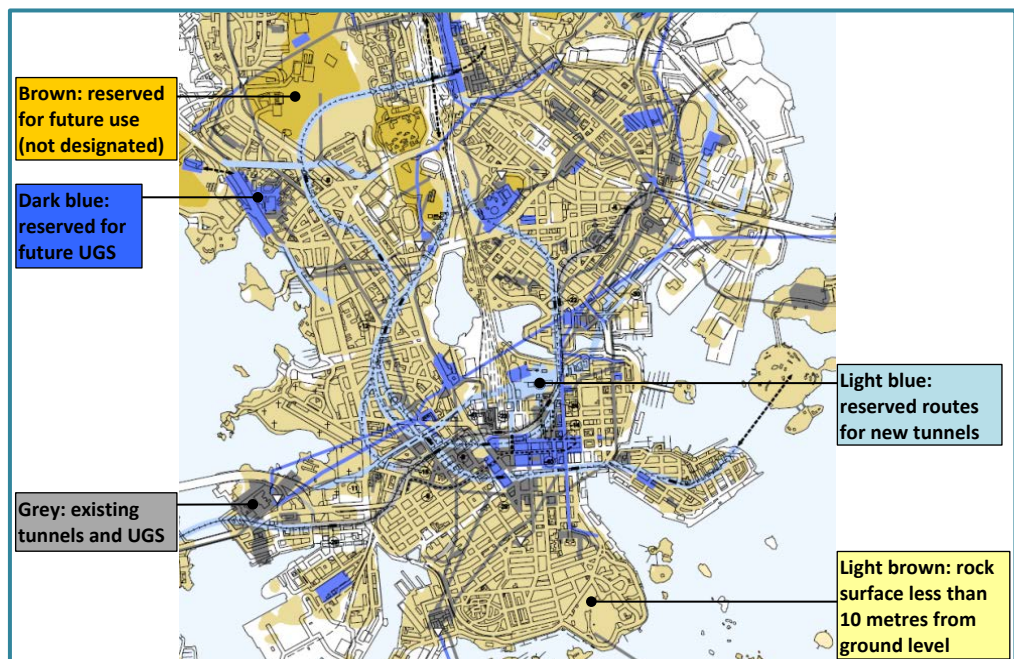 Brown: reserved
for future use
(not designated)
Dark blue:
reserved for
future UGS
Light blue:
reserved routes
for new tunnels
Grey: existing
tunnels and UGS
Light brown: rock
surface less than
10 metres from
ground level